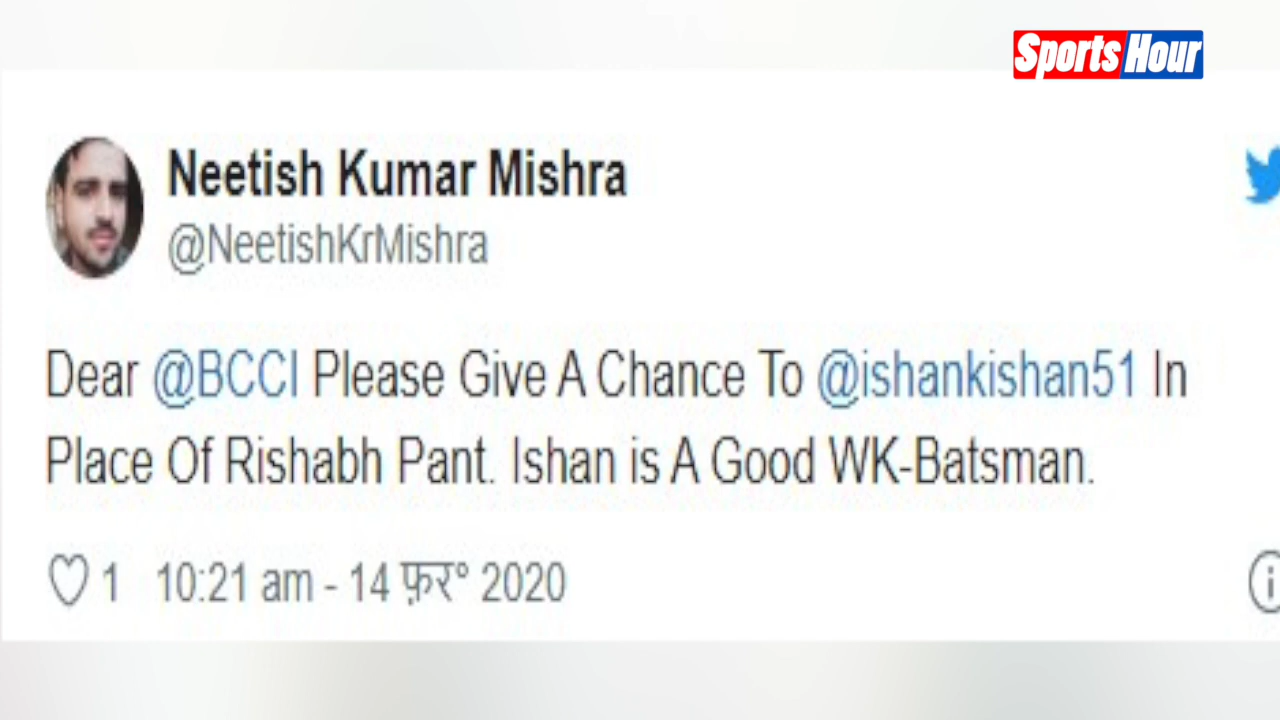 Sports Hour
Neetish Kumar Mishra
@NeetishKrMishra
Dear @BCCI Please Give A Chance To @ishankishan51 In
Place Of Rishabh Pant. Ishan is A Good WK-Batsman.
1 10:21 am - 14 फ़र॰ 2020